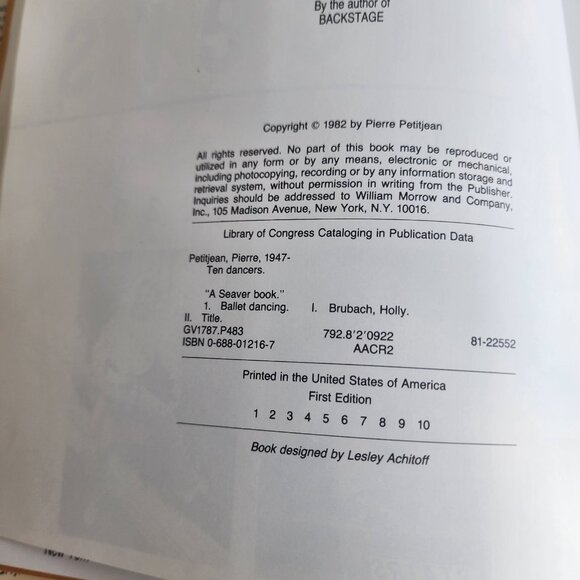 By the author of
BACKSTAGE
Copyright © 1982 by Pierre Petitjean
All rights reserved. No part of this book may be reproduced or
utilized in any form or by any means, electronic or mechanical,
including photocopying, recording or by any information storage and
retrieval system, without permission in writing from the Publisher.
Inquiries should be addressed to William Morrow and Company,
Inc., 105 Madison Avenue, New York, N.Y. 10016.
Library of Congress Cataloging in Publication Data
Petitjean, Pierre, 1947-
Ten dancers.
"A Seaver book."
1. Ballet dancing. I. Brubach, Holly.
II. Title.
GV1787.P483 792.8'2'0922 81-22552
ISBN 0-688-01216-7 AACR2
Printed in the United States of America
First Edition
1 2 3 4 5 6 7 8 9 10
Book designed by Lesley Achitoff